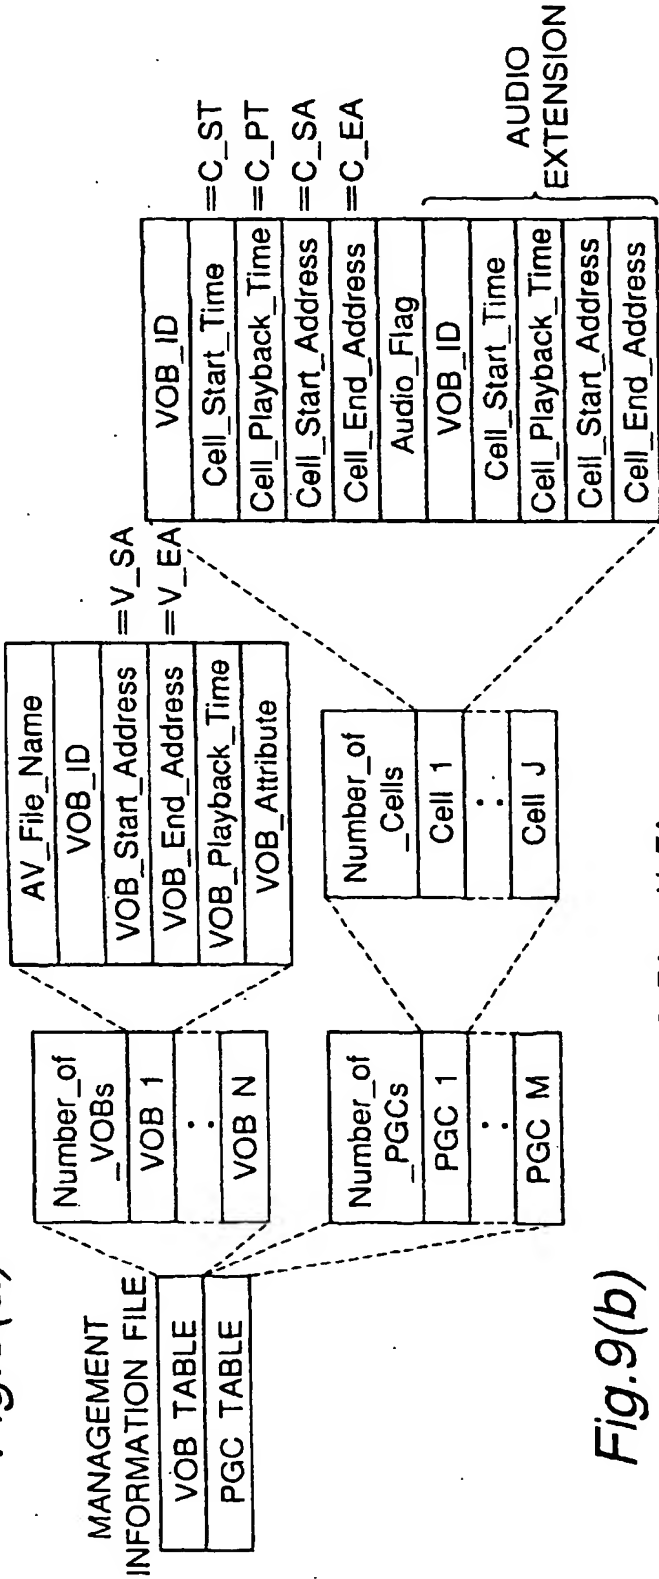 MANAGEMENT
INFORMATION FILE
VOB TABLE
PGC TABLE
Number_of
_VOBs
VOB 1
:
VOB N
AV_File_Name
VOB_ID
VOB_Start_Address
=V_SA
VOB_End_Address
=V_EA
VOB_Playback_Time
VOB_Attribute
Number_of
_PGCs
PGC 1
:
PGC M
Number_of
_Cells
Cell 1
:
Cell J
VOB_ID
Cell_Start_Time
=C_ST
Cell_Playback_Time
=C_PT
Cell_Start_Address
=C_SA
Cell_End_Address
=C_EA
Audio_Flag
VOB_ID
Cell_Start_Time
Cell_Playback_Time
Cell_Start_Address
Cell_End_Address
AUDIO
EXTENSION
Fig.9(b)